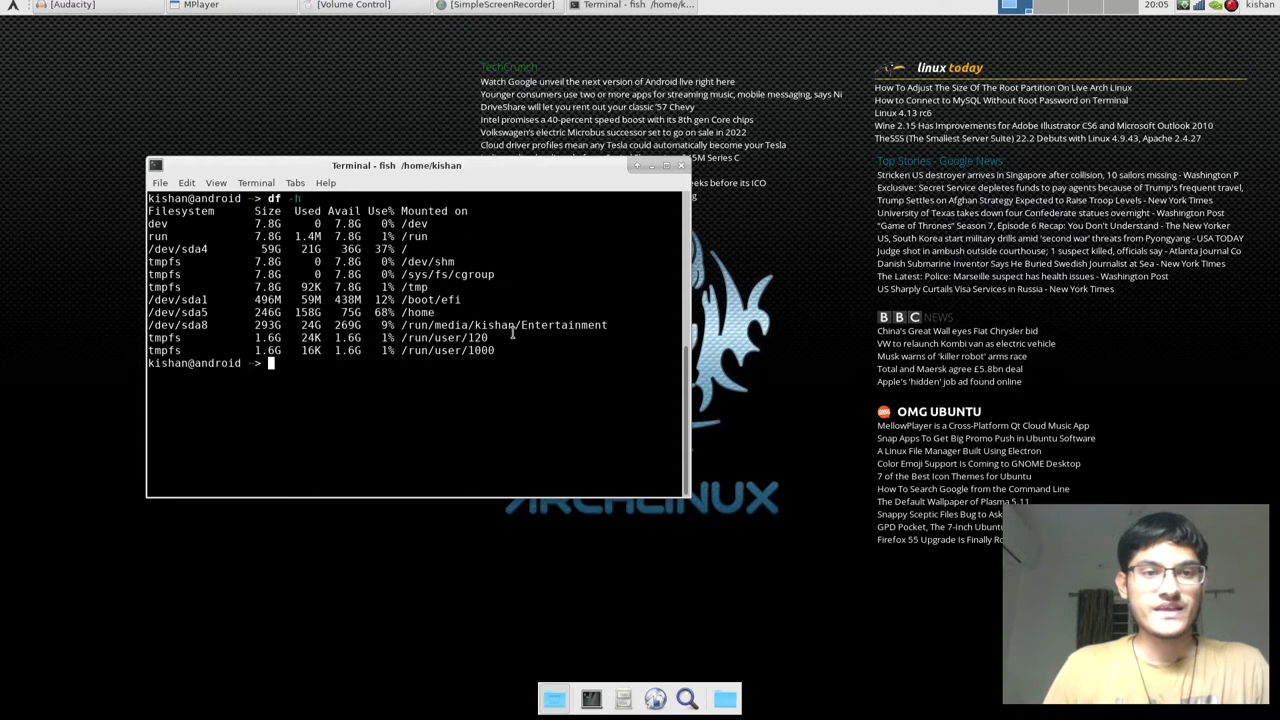 [Audacity]
MPlayer
[Volume Control]
[SimpleScreenRecorder]
Terminal - fish /home/k...
20:05
kishan
TechCrunch
Watch Google unveil the next version of Android live right here
Younger consumers use two or more apps for streaming music, mobile messaging, says Ni
DriveShare will let you rent out your classic '57 Chevy
Intel promises a 40-percent speed boost with its 8th gen Core chips
Volkswagen's electric Microbus successor set to go on sale in 2022
Cloud driver profiles mean any Tesla could automatically become your Tesla
5M Series C
eeks before its ICO
Terminal - fish /home/kishan
File Edit View Terminal Tabs Help
kishan@android ~> df -h
Filesystem Size Used Avail Use% Mounted on
dev 7.8G 0 7.8G 0% /dev
run 7.8G 1.4M 7.8G 1% /run
/dev/sda4 59G 21G 36G 37% /
tmpfs 7.8G 0 7.8G 0% /dev/shm
tmpfs 7.8G 0 7.8G 0% /sys/fs/cgroup
tmpfs 7.8G 92K 7.8G 1% /tmp
/dev/sda1 496M 59M 438M 12% /boot/efi
/dev/sda5 246G 158G 75G 68% /home
/dev/sda8 293G 24G 269G 9% /run/media/kishan/Entertainment
tmpfs 1.6G 24K 1.6G 1% /run/user/120
tmpfs 1.6G 16K 1.6G 1% /run/user/1000
kishan@android ~>
ARCHLINUX
linux today
How To Adjust The Size Of The Root Partition On Live Arch Linux
How to Connect to MySQL Without Root Password on Terminal
Linux 4.13 rc6
Wine 2.15 Has Improvements for Adobe Illustrator CS6 and Microsoft Outlook 2010
TheSSS (The Smallest Server Suite) 22.2 Debuts with Linux 4.9.43, Apache 2.4.27
Top Stories - Google News
Stricken US destroyer arrives in Singapore after collision, 10 sailors missing - Washington P
Exclusive: Secret Service depletes funds to pay agents because of Trump's frequent travel,
Trump Settles on Afghan Strategy Expected to Raise Troop Levels - New York Times
University of Texas takes down four Confederate statues overnight - Washington Post
"Game of Thrones" Season 7, Episode 6 Recap: You Don't Understand - The New Yorker
US, South Korea start military drills amid 'second war' threats from Pyongyang - USA TODAY
Judge shot in ambush outside courthouse; 1 suspect killed, officials say - Atlanta Journal Co
Danish Submarine Inventor Says He Buried Swedish Journalist at Sea - New York Times
The Latest: Police: Marseille suspect has health issues - Washington Post
US Sharply Curtails Visa Services in Russia - New York Times
BBC NEWS
China's Great Wall eyes Fiat Chrysler bid
VW to relaunch Kombi van as electric vehicle
Musk warns of 'killer robot' arms race
Total and Maersk agree £5.8bn deal
Apple's 'hidden' job ad found online
OMG UBUNTU
MellowPlayer is a Cross-Platform Qt Cloud Music App
Snap Apps To Get Big Promo Push in Ubuntu Software
A Linux File Manager Built Using Electron
Color Emoji Support Is Coming to GNOME Desktop
7 of the Best Icon Themes for Ubuntu
How To Search Google from the Command Line
The Default Wallpaper of Plasma 5.11
Snappy Sceptic Files Bug to Ask
GPD Pocket, The 7-Inch Ubuntu
Firefox 55 Upgrade Is Finally Ro